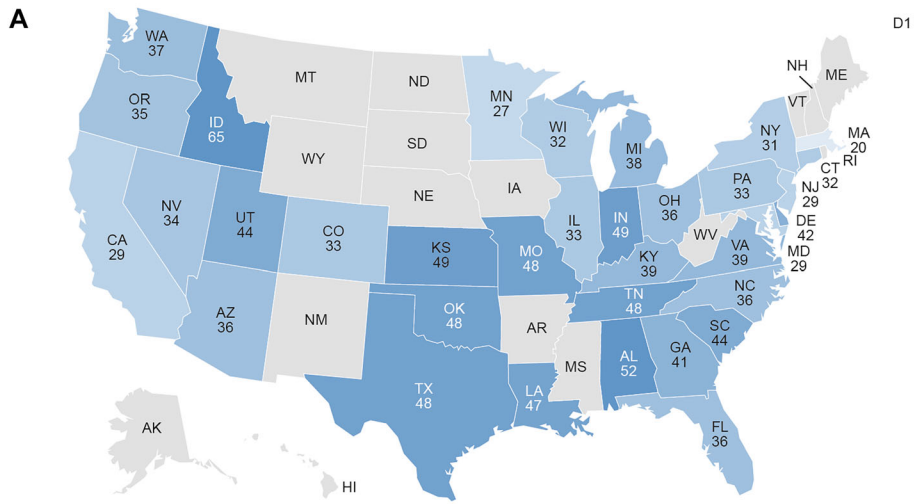 A
D1
WA
37
MT
ND
MN
27
NH
ME
VT
OR
35
ID
65
SD
WI
32
MI
38
NY
31
MA
20
RI
CT
32
WY
NE
IA
PA
33
NJ
29
NV
34
UT
44
CO
33
IL
33
IN
49
OH
36
WV
DE
42
CA
29
KS
49
MO
48
KY
39
VA
39
MD
29
AZ
36
NM
OK
48
AR
TN
48
NC
36
SC
44
TX
48
LA
47
MS
AL
52
GA
41
FL
36
AK
HI